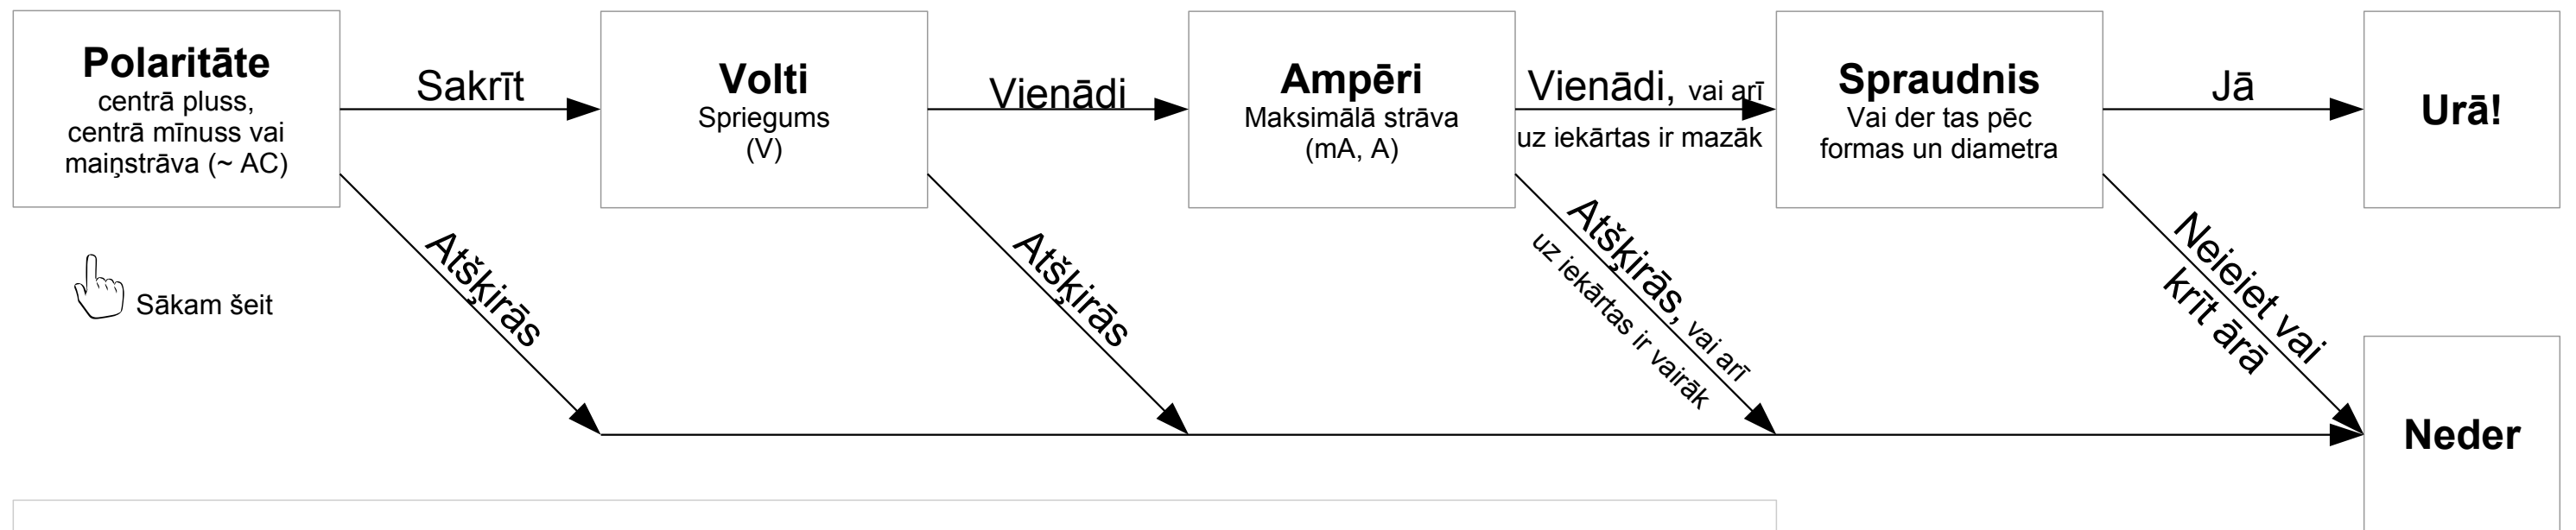 Polaritāte
centrā pluss,
centrā mīnuss vai
maiņstrāva (~ AC)
Sakrīt
Volti
Spriegums
(V)
Vienādi
Ampēri
Maksimālā strāva
(mA, A)
Vienādi, vai arī
uz iekārtas ir mazāk
Spraudnis
Vai der tas pēc
formas un diametra
Jā
Urā!
Sākam šeit
Atšķirās
Atšķirās
Atšķirās, vai arī
uz iekārtas ir vairāk
Neieiet vai
krīt ārā
Neder